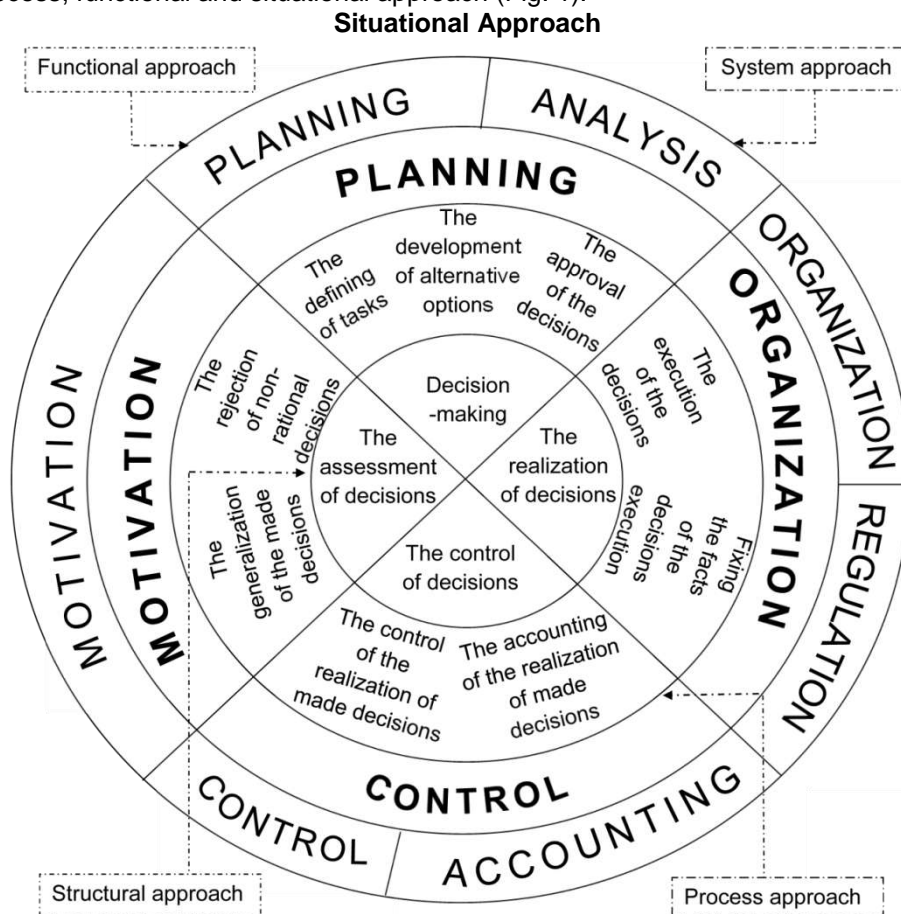 ocess, functional and situational approach (Fig. 1).
Situational Approach
Functional approach
System approach
PLANNING
ANALYSIS
PLANNING
ORGANIZATION
ORGANIZATION
REGULATION
MOTIVATION
MOTIVATION
The
defining
of tasks
The
development
of alternative
options
The
approval
of the
decisions
The
execution
of the
decisions
Fixing
the facts
of the
decisions
execution
The
rejection
of non-
rational
decisions
The
generalization
of the made
decisions
Decision
-making
The
assessment
of decisions
The
realization
of decisions
The control
of decisions
The control
of the
realization of
made decisions
The accounting
of the realization
of made
decisions
CONTROL
CONTROL
ACCOUNTING
Structural approach
Process approach